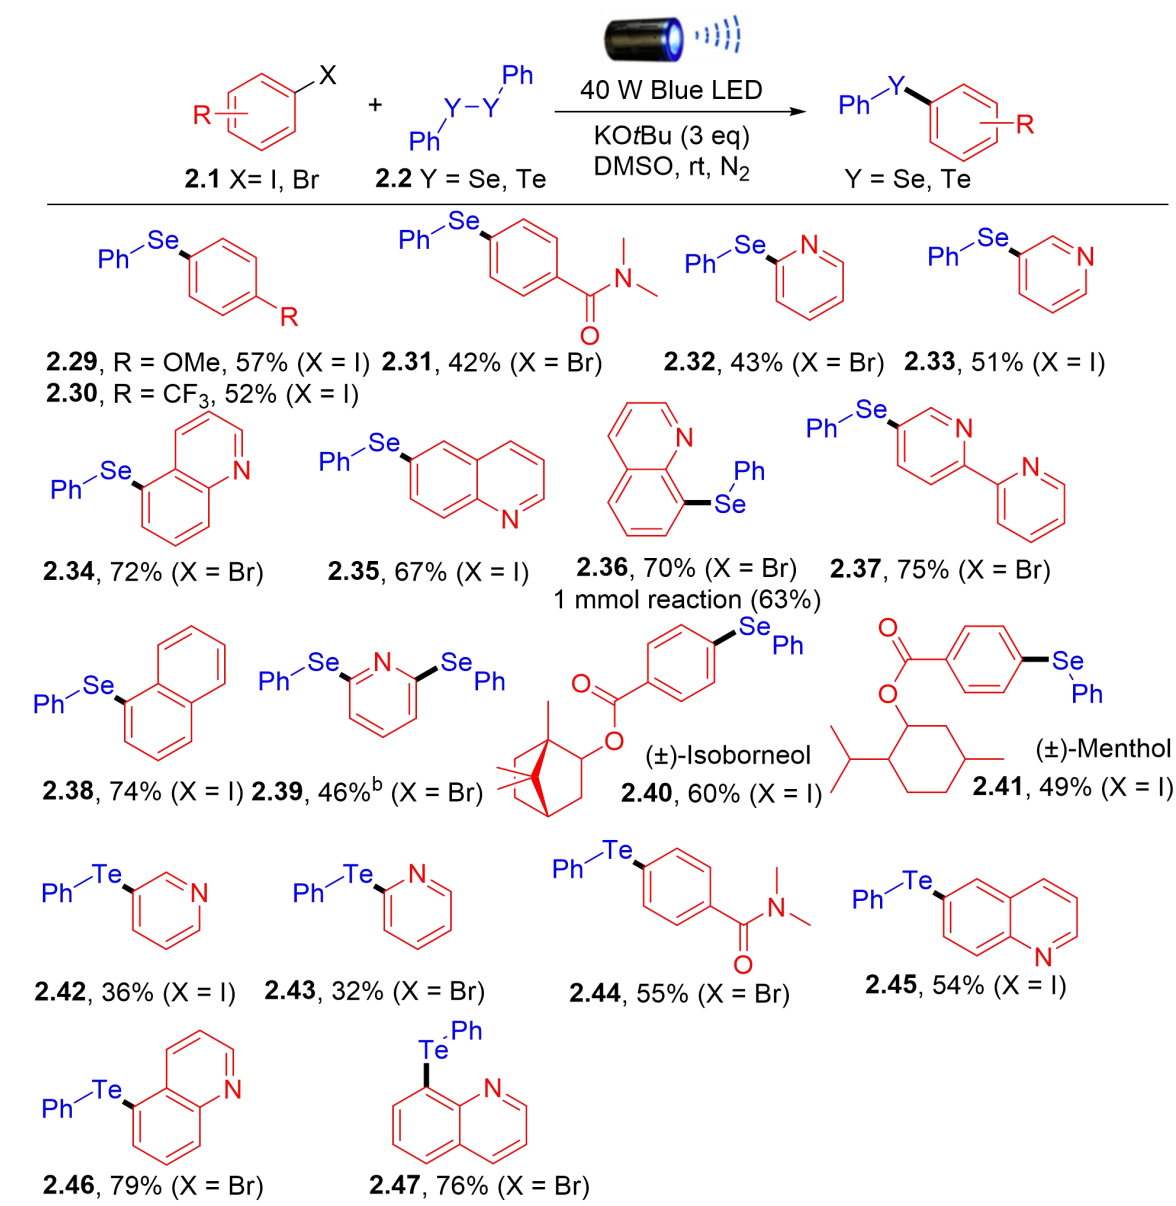 X
R
+
Ph
Y
Y
Ph
40 W Blue LED
KOtBu (3 eq)
DMSO, rt, N2
Ph
Y
R
2.1 X= I, Br
2.2 Y = Se, Te
Y = Se, Te
Ph Se R
Ph Se N O
Ph Se N
Ph Se N
2.29, R = OMe, 57% (X = I)
2.30, R = CF3, 52% (X = I)
2.31, 42% (X = Br)
2.32, 43% (X = Br)
2.33, 51% (X = I)
Ph Se N
Ph Se N
N Se Ph
Ph Se N N
2.34, 72% (X = Br)
2.35, 67% (X = I)
2.36, 70% (X = Br)
1 mmol reaction (63%)
2.37, 75% (X = Br)
Ph Se
Ph Se N Se Ph
O O Se Ph
O O Se Ph
(±)-Isoborneol
(±)-Menthol
2.38, 74% (X = I)
2.39, 46%b (X = Br)
2.40, 60% (X = I)
2.41, 49% (X = I)
Ph Te N
Ph Te N
Ph Te N O
Ph Te N
2.42, 36% (X = I)
2.43, 32% (X = Br)
2.44, 55% (X = Br)
2.45, 54% (X = I)
Ph Te N
Ph Te N
2.46, 79% (X = Br)
2.47, 76% (X = Br)